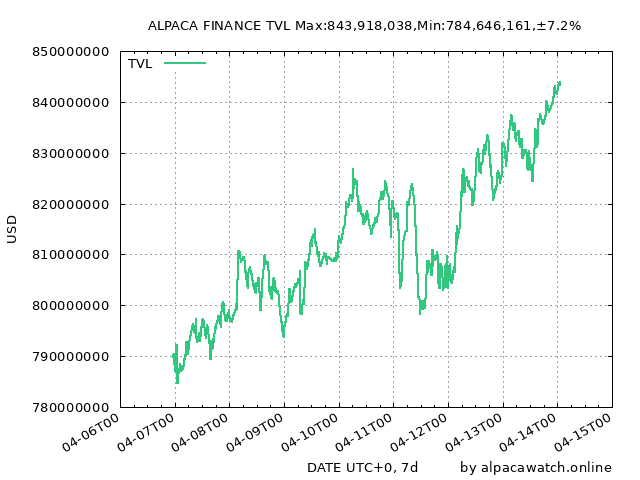 ALPACA FINANCE TVL Max:843,918,038,Min:784,646,161,±7.2%
TVL
850000000
840000000
830000000
820000000
810000000
800000000
790000000
780000000
USD
04-06T00
04-07T00
04-08T00
04-09T00
04-10T00
04-11T00
04-12T00
04-13T00
04-14T00
04-15T00
DATE UTC+0, 7d
by alpacawatch.online